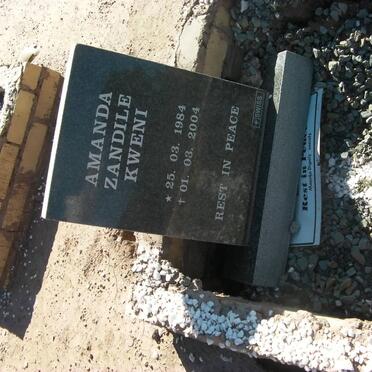 AMANDA
ZANDILE
KWENI
★ 25. 03. 1984
† 01. 03. 2004
REST IN PEACE
Rest in Peace